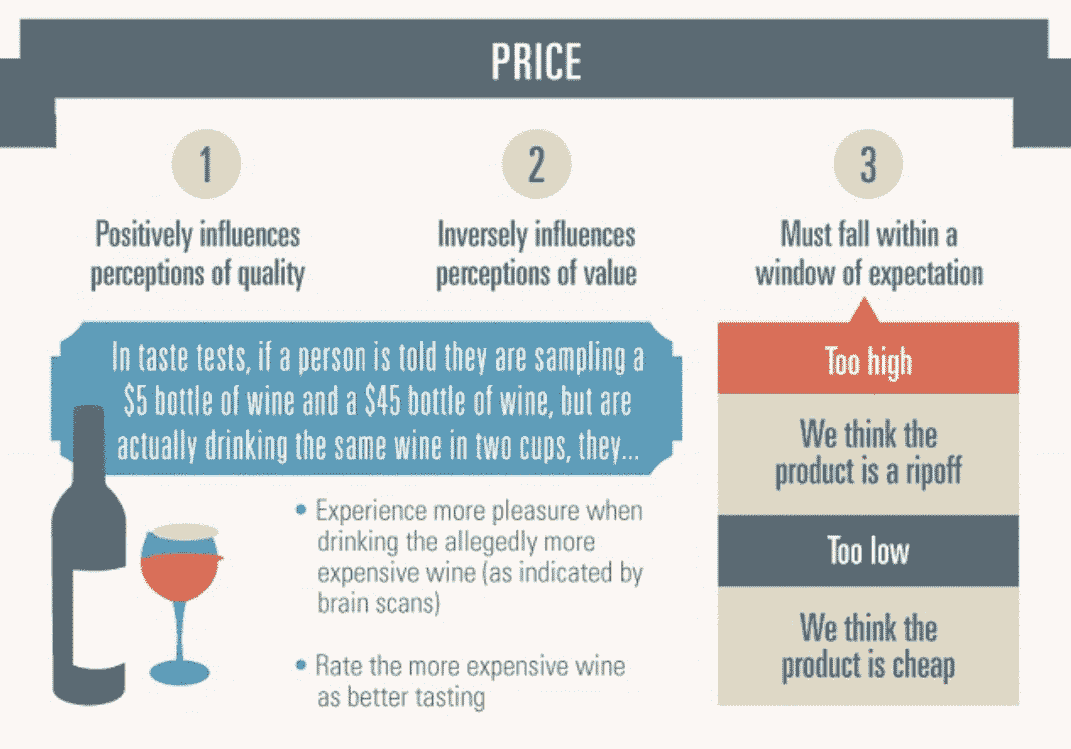 PRICE
1
Positively influences
perceptions of quality
2
Inversely influences
perceptions of value
3
Must fall within a
window of expectation
In taste tests, if a person is told they are sampling a
$5 bottle of wine and a $45 bottle of wine, but are
actually drinking the same wine in two cups, they...
• Experience more pleasure when
drinking the allegedly more
expensive wine (as indicated by
brain scans)
• Rate the more expensive wine
as better tasting
Too high
We think the
product is a ripoff
Too low
We think the
product is cheap